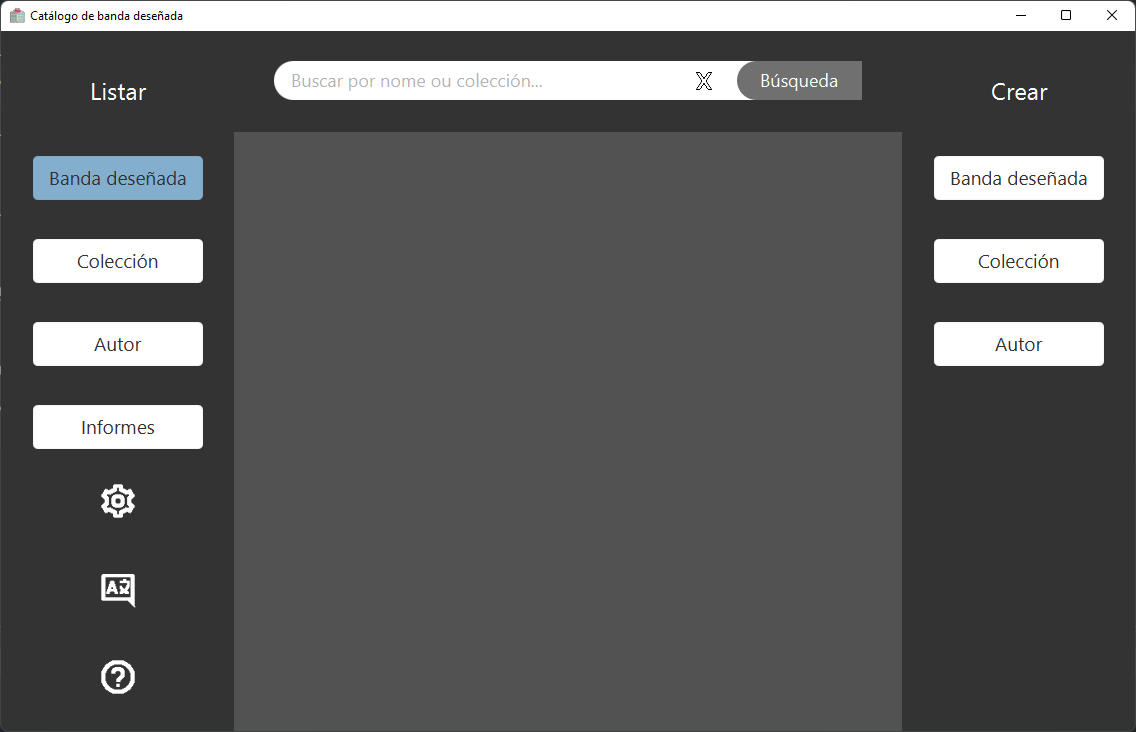 Catálogo de banda deseñada
Listar
Buscar por nome ou colección...
X
Búsqueda
Crear
Banda deseñada
Colección
Autor
Informes
Banda deseñada
Colección
Autor